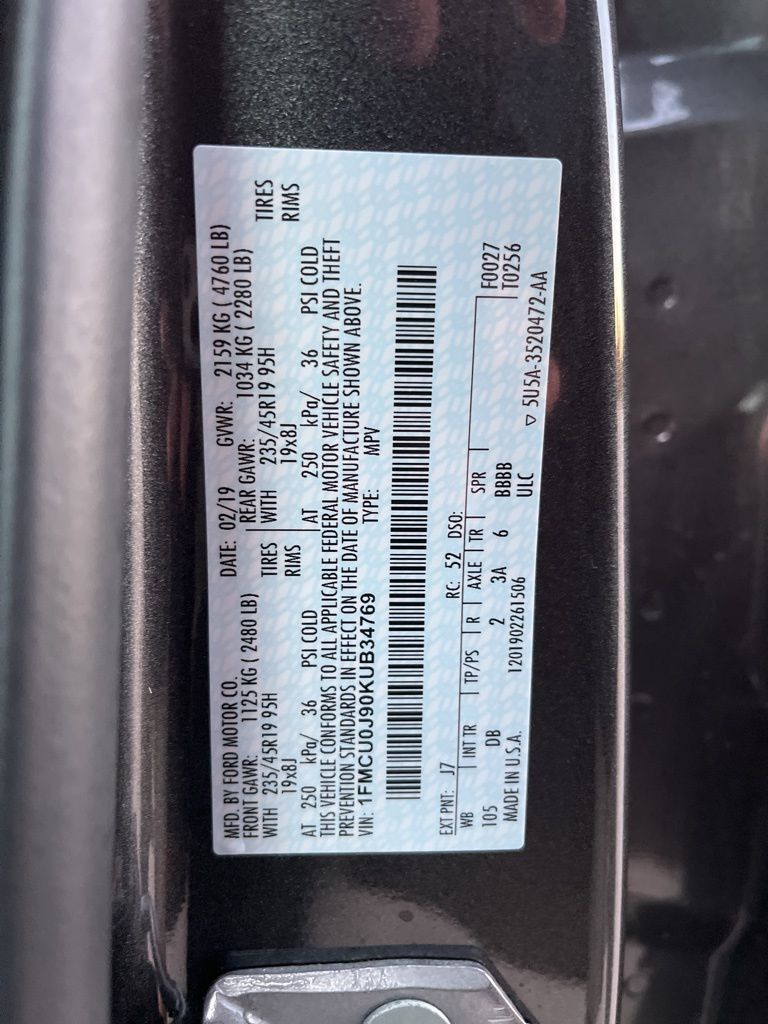 MFD. BY FORD MOTOR CO.
DATE: 02/19 GVWR: 2159 KG ( 4760 LB)
FRONT GAWR: 1125 KG ( 2480 LB) REAR GAWR: 1034 KG ( 2280 LB)
WITH 235/45R19 95H TIRES WITH 235/45R19 95H TIRES
19x8J RIMS 19x8J RIMS
AT 250 kPa/ 36 PSI COLD AT 250 kPa/ 36 PSI COLD
THIS VEHICLE CONFORMS TO ALL APPLICABLE FEDERAL MOTOR VEHICLE SAFETY AND THEFT
PREVENTION STANDARDS IN EFFECT ON THE DATE OF MANUFACTURE SHOWN ABOVE.
VIN: 1FMCU0J90KUB34769 TYPE: MPV
EXT PNT: J7 RC: 52 DSO:
WB INT TR TP/PS R AXLE TR SPR F0027
105 DB 2 3A 6 BBBB T0256
MADE IN U.S.A. 1201902261506 ULC
▽ 5U5A-3520472-AA